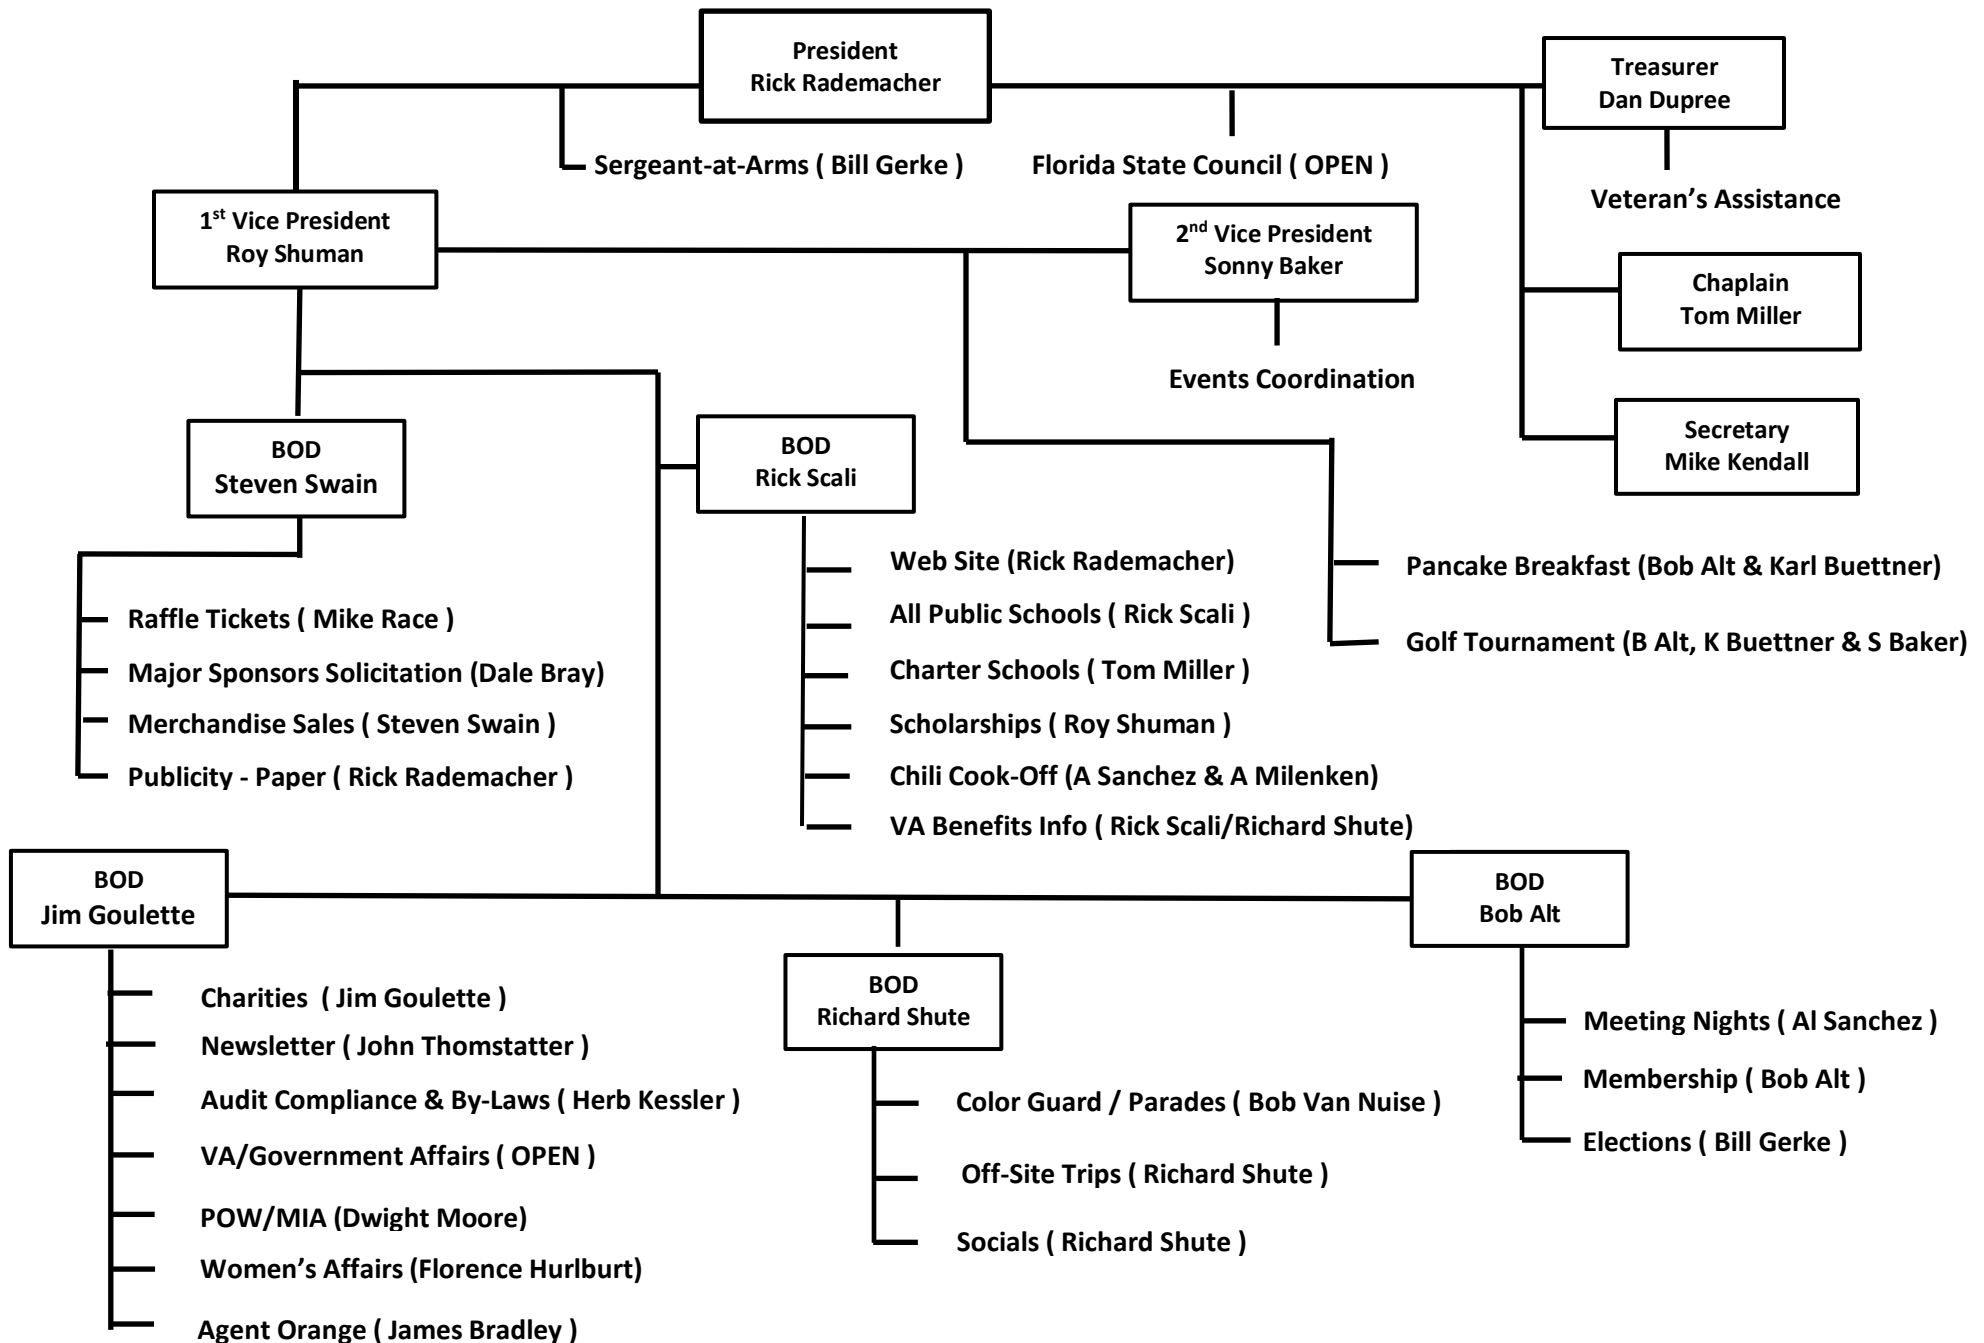 President
Rick Rademacher
Treasurer
Dan Dupree
Sergeant-at-Arms ( Bill Gerke )
Florida State Council ( OPEN )
Veteran’s Assistance
1st Vice President
Roy Shuman
2nd Vice President
Sonny Baker
Chaplain
Tom Miller
Events Coordination
Secretary
Mike Kendall
BOD
Steven Swain
BOD
Rick Scali
Raffle Tickets ( Mike Race )
Major Sponsors Solicitation (Dale Bray)
Merchandise Sales ( Steven Swain )
Publicity - Paper ( Rick Rademacher )
Web Site (Rick Rademacher)
All Public Schools ( Rick Scali )
Charter Schools ( Tom Miller )
Scholarships ( Roy Shuman )
Chili Cook-Off (A Sanchez & A Milenken)
VA Benefits Info ( Rick Scali/Richard Shute)
Pancake Breakfast (Bob Alt & Karl Buettner)
Golf Tournament (B Alt, K Buettner & S Baker)
BOD
Jim Goulette
BOD
Richard Shute
BOD
Bob Alt
Charities ( Jim Goulette )
Newsletter ( John Thomstatter )
Audit Compliance & By-Laws ( Herb Kessler )
VA/Government Affairs ( OPEN )
POW/MIA (Dwight Moore)
Women’s Affairs (Florence Hurlburt)
Agent Orange ( James Bradley )
Color Guard / Parades ( Bob Van Nuise )
Off-Site Trips ( Richard Shute )
Socials ( Richard Shute )
Meeting Nights ( Al Sanchez )
Membership ( Bob Alt )
Elections ( Bill Gerke )